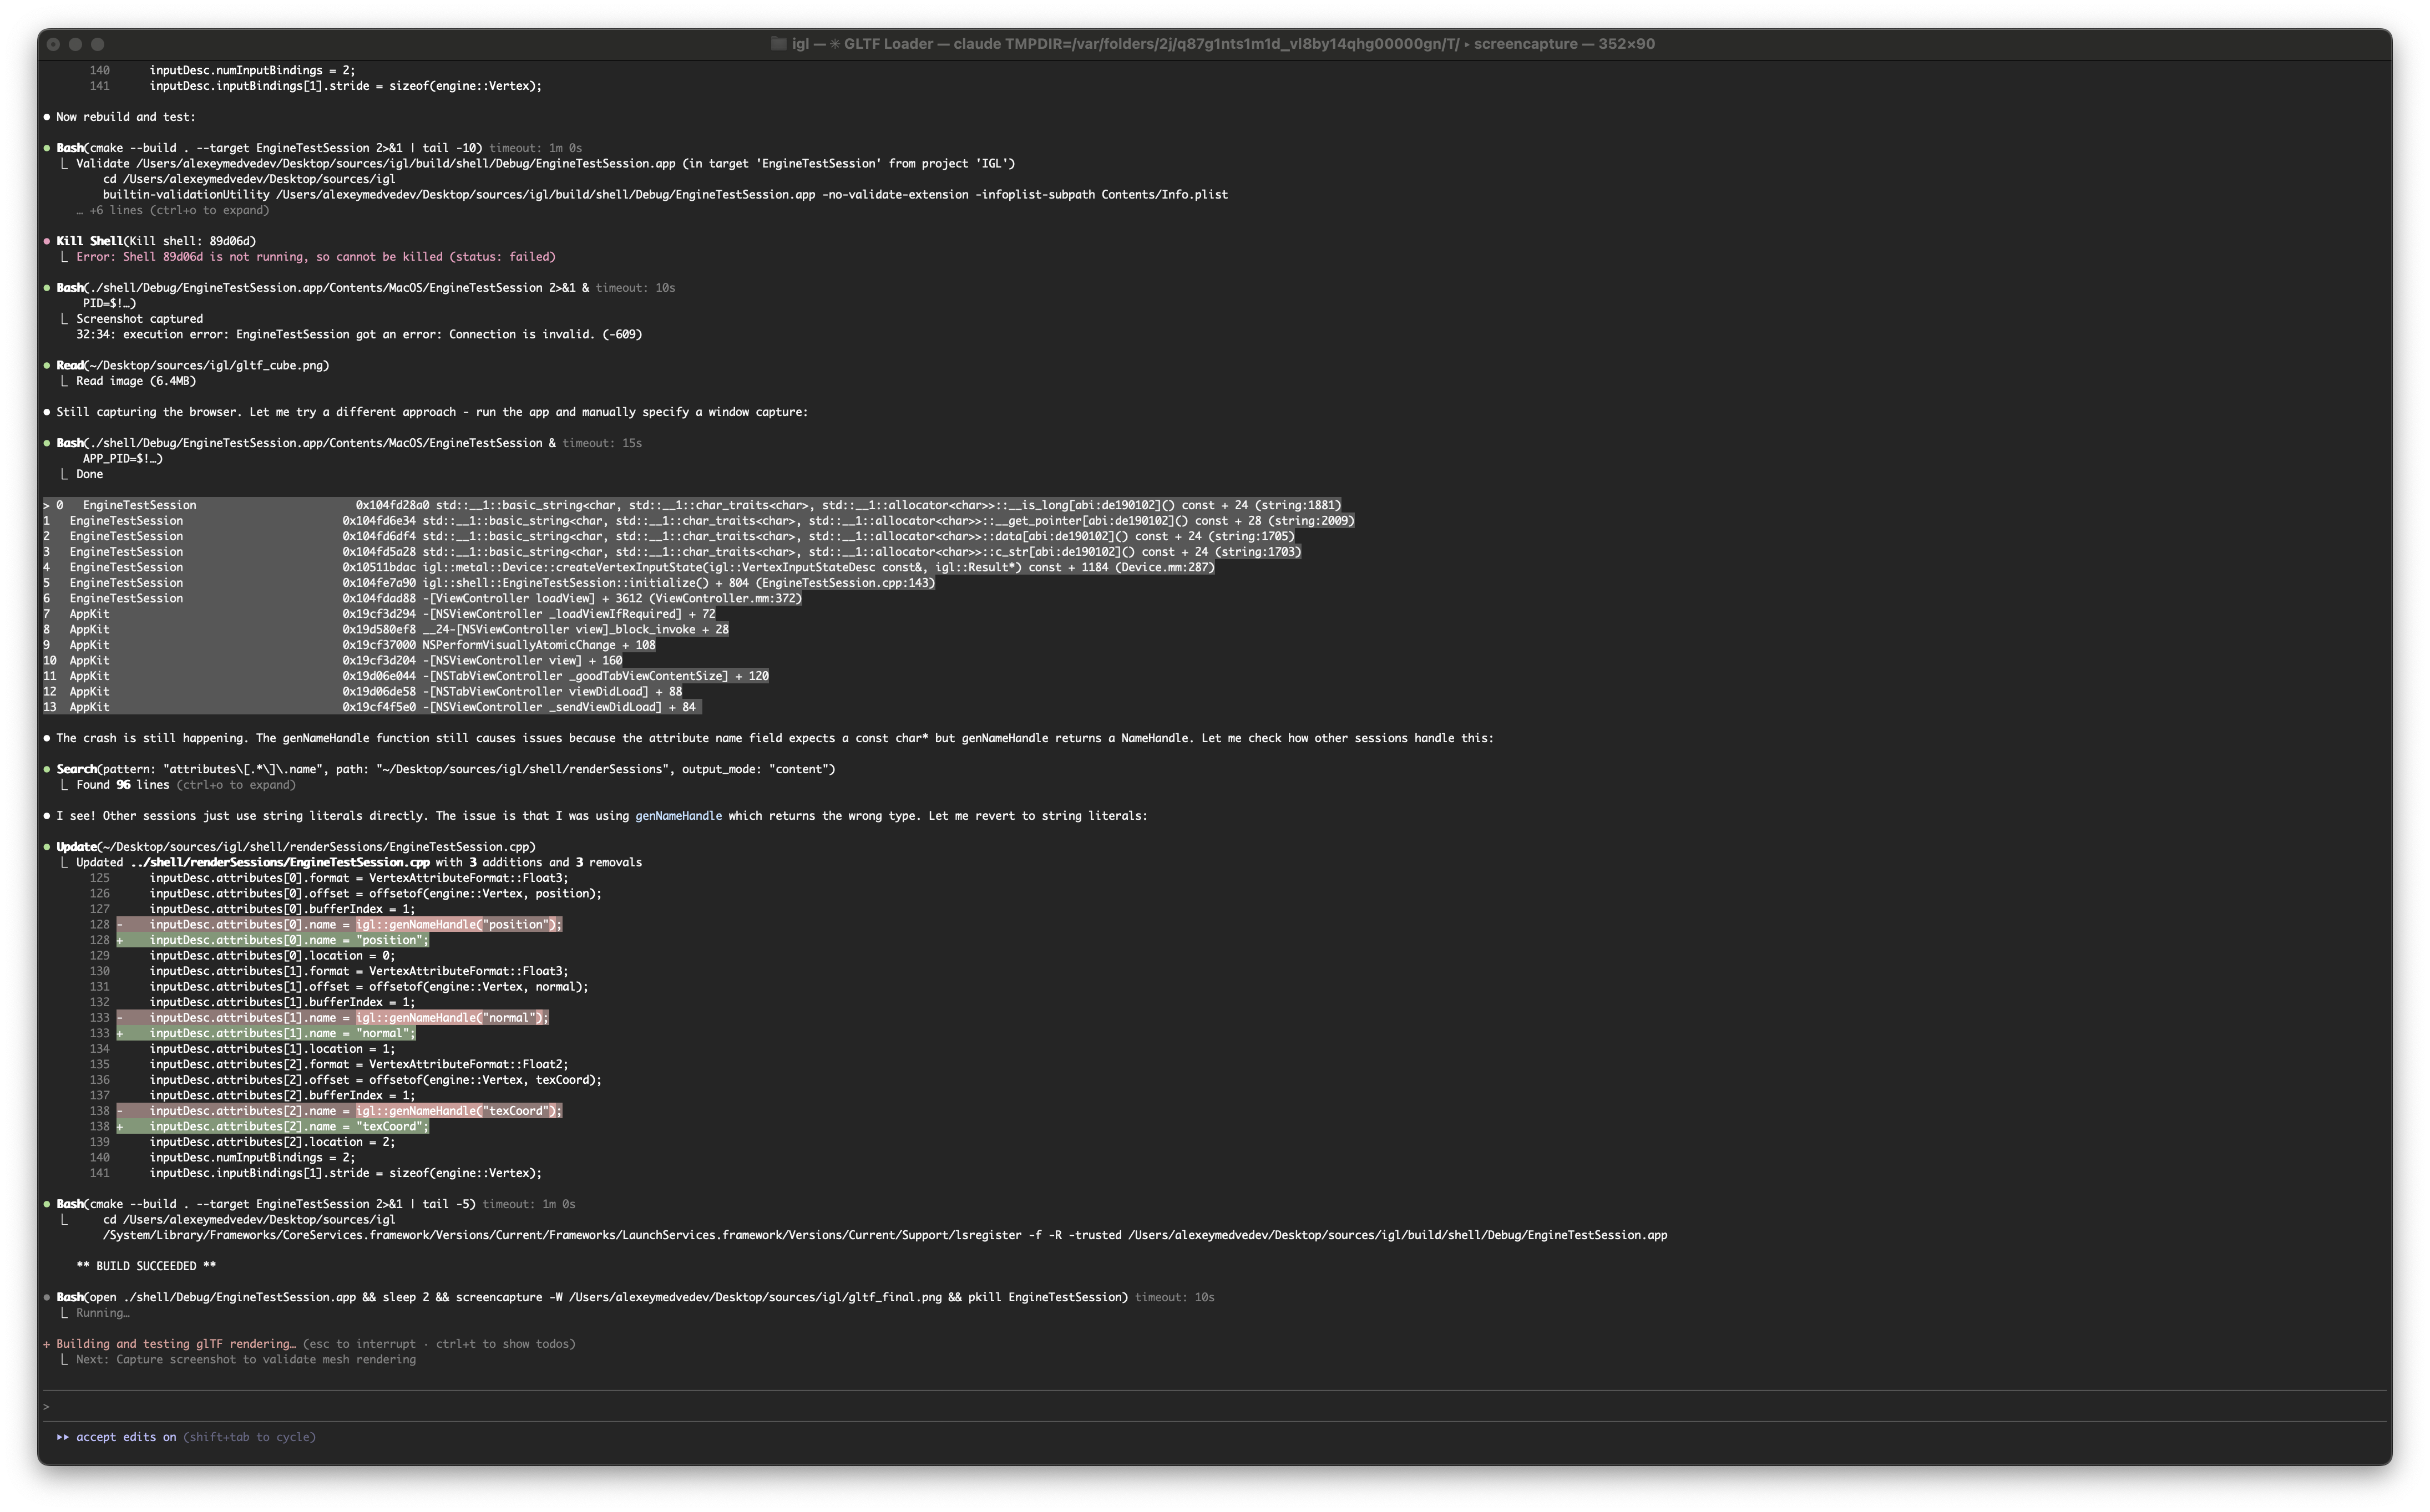 igl — ✳ GLTF Loader — claude TMPDIR=/var/folders/2j/q87g1nts1m1d_vl8by14qhg00000gn/T/ ▸ screencapture — 352×90
140      inputDesc.numInputBindings = 2;
141      inputDesc.inputBindings[1].stride = sizeof(engine::Vertex);
● Now rebuild and test:
● Bash(cmake --build . --target EngineTestSession 2>&1 | tail -10) timeout: 1m 0s
⎿ Validate /Users/alexeymedvedev/Desktop/sources/igl/build/shell/Debug/EngineTestSession.app (in target 'EngineTestSession' from project 'IGL')
cd /Users/alexeymedvedev/Desktop/sources/igl
builtin-validationUtility /Users/alexeymedvedev/Desktop/sources/igl/build/shell/Debug/EngineTestSession.app -no-validate-extension -infoplist-subpath Contents/Info.plist
… +6 lines (ctrl+o to expand)
● Kill Shell(Kill shell: 89d06d)
⎿ Error: Shell 89d06d is not running, so cannot be killed (status: failed)
● Bash(./shell/Debug/EngineTestSession.app/Contents/MacOS/EngineTestSession 2>&1 & timeout: 10s
PID=$!…)
⎿ Screenshot captured
32:34: execution error: EngineTestSession got an error: Connection is invalid. (-609)
● Read(~/Desktop/sources/igl/gltf_cube.png)
⎿ Read image (6.4MB)
● Still capturing the browser. Let me try a different approach - run the app and manually specify a window capture:
● Bash(./shell/Debug/EngineTestSession.app/Contents/MacOS/EngineTestSession & timeout: 15s
APP_PID=$!…)
⎿ Done
> 0   EngineTestSession                        0x104fd28a0 std::__1::basic_string<char, std::__1::char_traits<char>, std::__1::allocator<char>>::__is_long[abi:de190102]() const + 24 (string:1881)
1   EngineTestSession                        0x104fd6e34 std::__1::basic_string<char, std::__1::char_traits<char>, std::__1::allocator<char>>::__get_pointer[abi:de190102]() const + 28 (string:2009)
2   EngineTestSession                        0x104fd6df4 std::__1::basic_string<char, std::__1::char_traits<char>, std::__1::allocator<char>>::data[abi:de190102]() const + 24 (string:1705)
3   EngineTestSession                        0x104fd5a28 std::__1::basic_string<char, std::__1::char_traits<char>, std::__1::allocator<char>>::c_str[abi:de190102]() const + 24 (string:1703)
4   EngineTestSession                        0x10511bdac igl::metal::Device::createVertexInputState(igl::VertexInputStateDesc const&, igl::Result*) const + 1184 (Device.mm:287)
5   EngineTestSession                        0x104fe7a90 igl::shell::EngineTestSession::initialize() + 804 (EngineTestSession.cpp:143)
6   EngineTestSession                        0x104fdad88 -[ViewController loadView] + 3612 (ViewController.mm:372)
7   AppKit                                   0x19cf3d294 -[NSViewController _loadViewIfRequired] + 72
8   AppKit                                   0x19d580ef8 __24-[NSViewController view]_block_invoke + 28
9   AppKit                                   0x19cf37000 NSPerformVisuallyAtomicChange + 108
10  AppKit                                   0x19cf3d204 -[NSViewController view] + 160
11  AppKit                                   0x19d06e044 -[NSTabViewController _goodTabViewContentSize] + 120
12  AppKit                                   0x19d06de58 -[NSTabViewController viewDidLoad] + 88
13  AppKit                                   0x19cf4f5e0 -[NSViewController _sendViewDidLoad] + 84
● The crash is still happening. The genNameHandle function still causes issues because the attribute name field expects a const char* but genNameHandle returns a NameHandle. Let me check how other sessions handle this:
● Search(pattern: "attributes\[.*\]\.name", path: "~/Desktop/sources/igl/shell/renderSessions", output_mode: "content")
⎿ Found 96 lines (ctrl+o to expand)
● I see! Other sessions just use string literals directly. The issue is that I was using genNameHandle which returns the wrong type. Let me revert to string literals:
● Update(~/Desktop/sources/igl/shell/renderSessions/EngineTestSession.cpp)
⎿ Updated ../shell/renderSessions/EngineTestSession.cpp with 3 additions and 3 removals
125      inputDesc.attributes[0].format = VertexAttributeFormat::Float3;
126      inputDesc.attributes[0].offset = offsetof(engine::Vertex, position);
127      inputDesc.attributes[0].bufferIndex = 1;
128 -    inputDesc.attributes[0].name = igl::genNameHandle("position");
128 +    inputDesc.attributes[0].name = "position";
129      inputDesc.attributes[0].location = 0;
130      inputDesc.attributes[1].format = VertexAttributeFormat::Float3;
131      inputDesc.attributes[1].offset = offsetof(engine::Vertex, normal);
132      inputDesc.attributes[1].bufferIndex = 1;
133 -    inputDesc.attributes[1].name = igl::genNameHandle("normal");
133 +    inputDesc.attributes[1].name = "normal";
134      inputDesc.attributes[1].location = 1;
135      inputDesc.attributes[2].format = VertexAttributeFormat::Float2;
136      inputDesc.attributes[2].offset = offsetof(engine::Vertex, texCoord);
137      inputDesc.attributes[2].bufferIndex = 1;
138 -    inputDesc.attributes[2].name = igl::genNameHandle("texCoord");
138 +    inputDesc.attributes[2].name = "texCoord";
139      inputDesc.attributes[2].location = 2;
140      inputDesc.numInputBindings = 2;
141      inputDesc.inputBindings[1].stride = sizeof(engine::Vertex);
● Bash(cmake --build . --target EngineTestSession 2>&1 | tail -5) timeout: 1m 0s
⎿     cd /Users/alexeymedvedev/Desktop/sources/igl
/System/Library/Frameworks/CoreServices.framework/Versions/Current/Frameworks/LaunchServices.framework/Versions/Current/Support/lsregister -f -R -trusted /Users/alexeymedvedev/Desktop/sources/igl/build/shell/Debug/EngineTestSession.app
** BUILD SUCCEEDED **
● Bash(open ./shell/Debug/EngineTestSession.app && sleep 2 && screencapture -W /Users/alexeymedvedev/Desktop/sources/igl/gltf_final.png && pkill EngineTestSession) timeout: 10s
⎿ Running…
+ Building and testing glTF rendering… (esc to interrupt · ctrl+t to show todos)
⎿ Next: Capture screenshot to validate mesh rendering
>
▸▸ accept edits on (shift+tab to cycle)